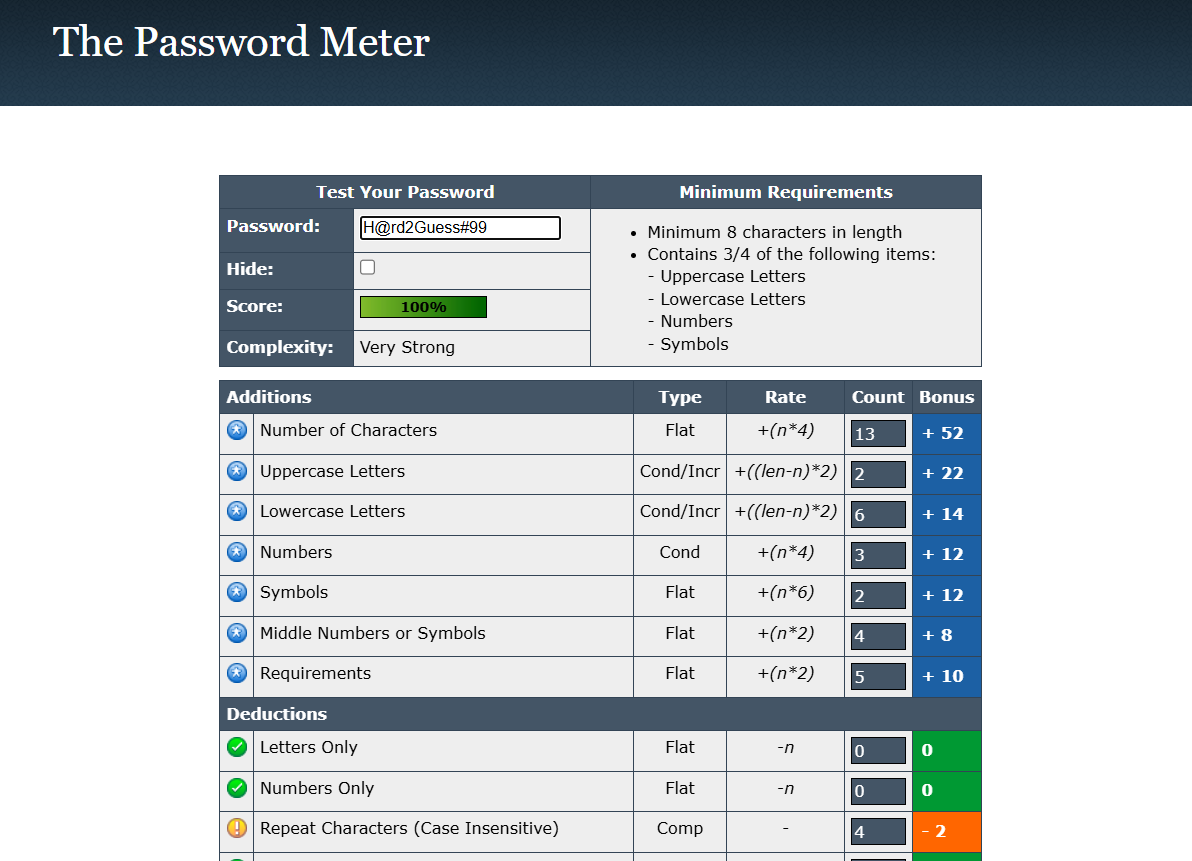 The Password Meter
Test Your Password Minimum Requirements
Password: H@rd2Guess#99
Hide:
Score: 100%
Complexity: Very Strong
• Minimum 8 characters in length
• Contains 3/4 of the following items:
- Uppercase Letters
- Lowercase Letters
- Numbers
- Symbols
Additions Type Rate Count Bonus
Number of Characters Flat +(n*4) 13 + 52
Uppercase Letters Cond/Incr +((len-n)*2) 2 + 22
Lowercase Letters Cond/Incr +((len-n)*2) 6 + 14
Numbers Cond +(n*4) 3 + 12
Symbols Flat +(n*6) 2 + 12
Middle Numbers or Symbols Flat +(n*2) 4 + 8
Requirements Flat +(n*2) 5 + 10
Deductions
Letters Only Flat -n 0 0
Numbers Only Flat -n 0 0
Repeat Characters (Case Insensitive) Comp - 4 - 2